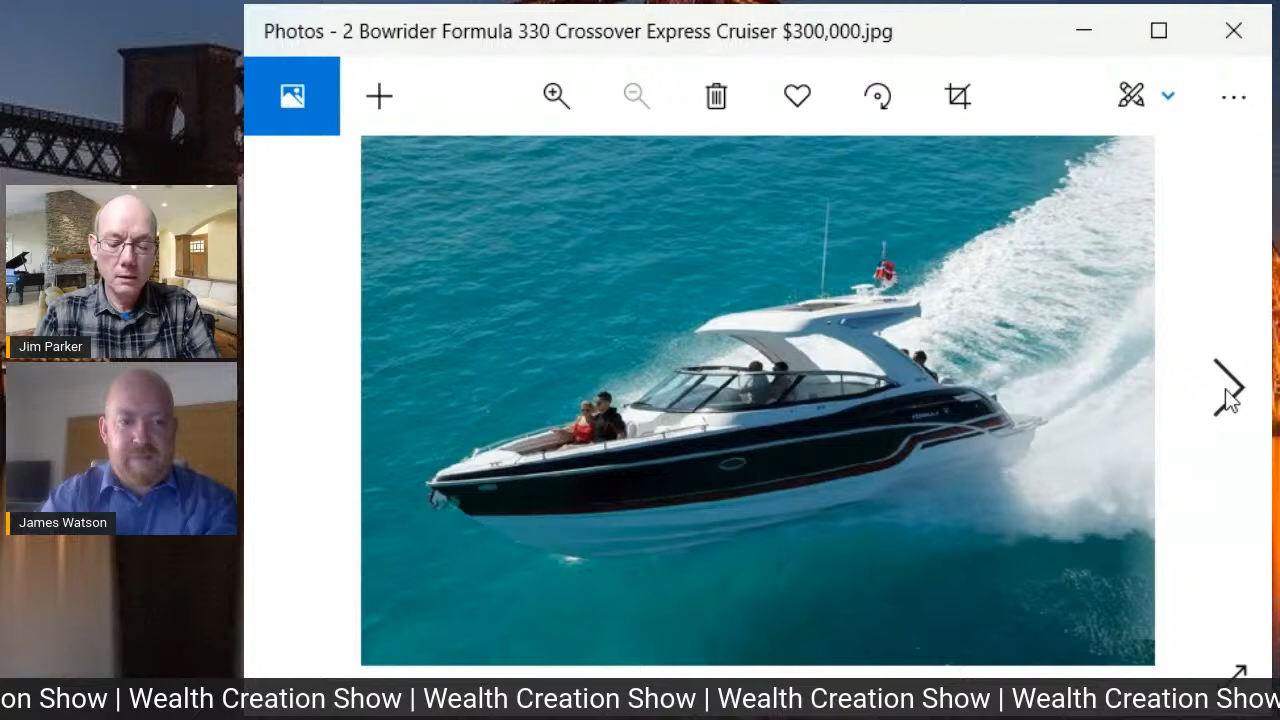 Photos - 2 Bowrider Formula 330 Crossover Express Cruiser $300,000.jpg
Jim Parker
James Watson
on Show | Wealth Creation Show | Wealth Creation Show | Wealth Creation Show | Wealth Creation Show